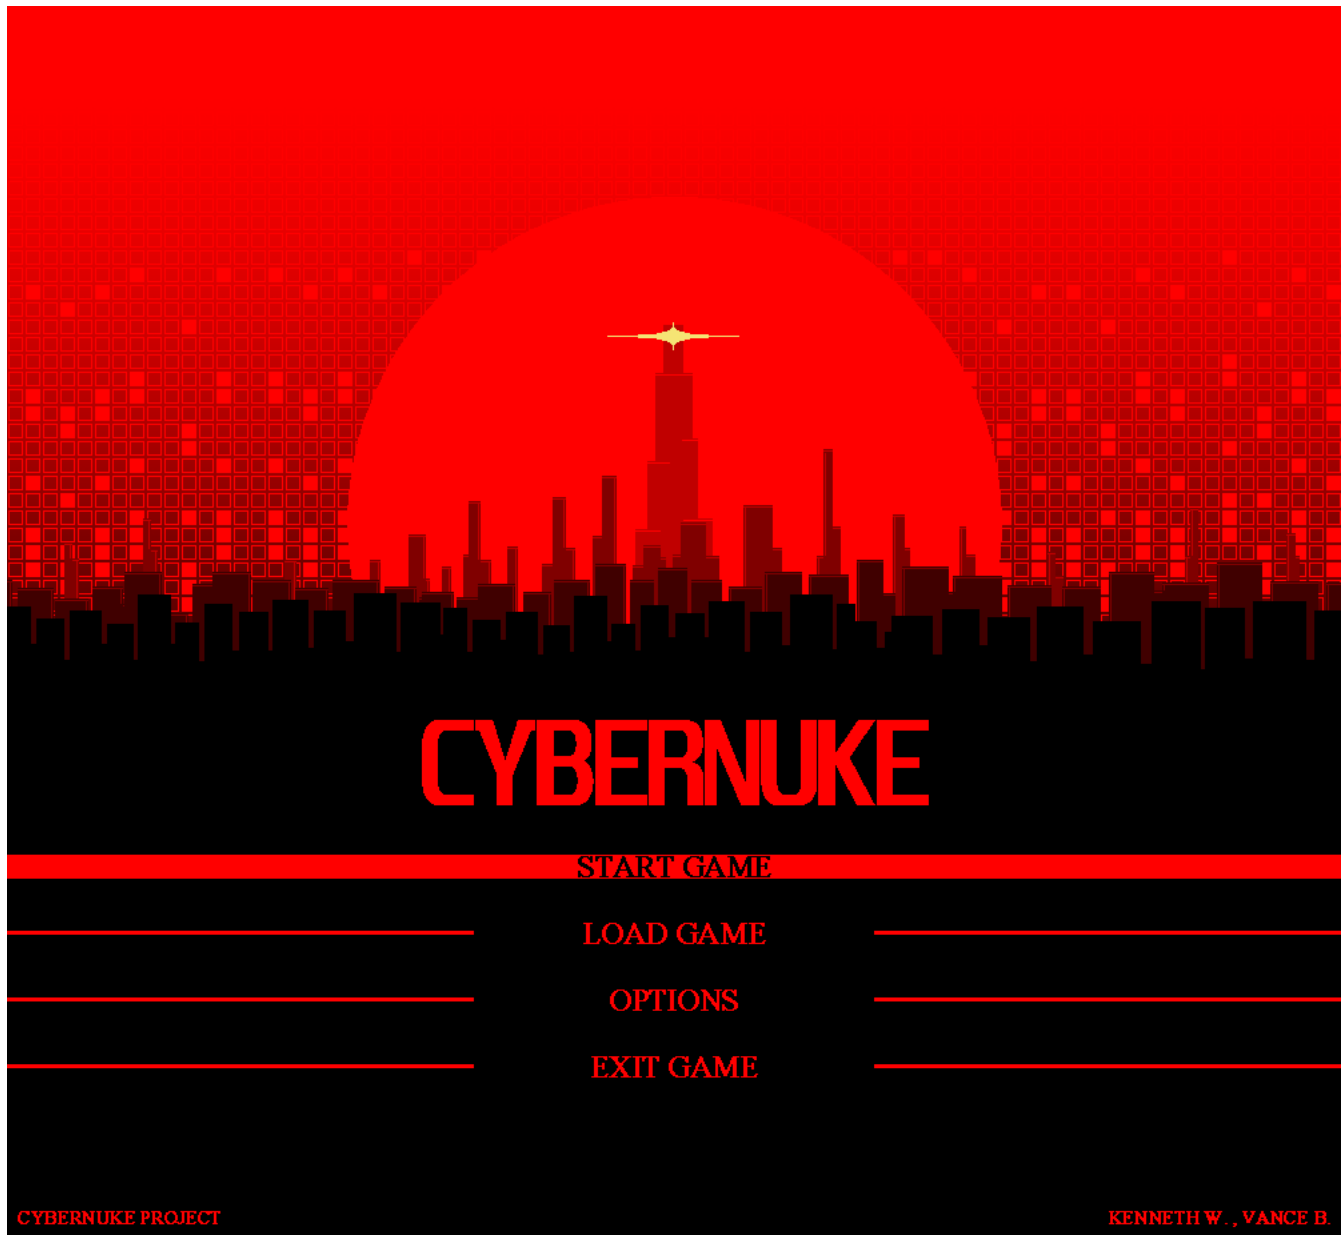 CYBERNUKE
START GAME
LOAD GAME
OPTIONS
EXIT GAME
CYBERNUKE PROJECT
KENNETH W. , VANCE B.